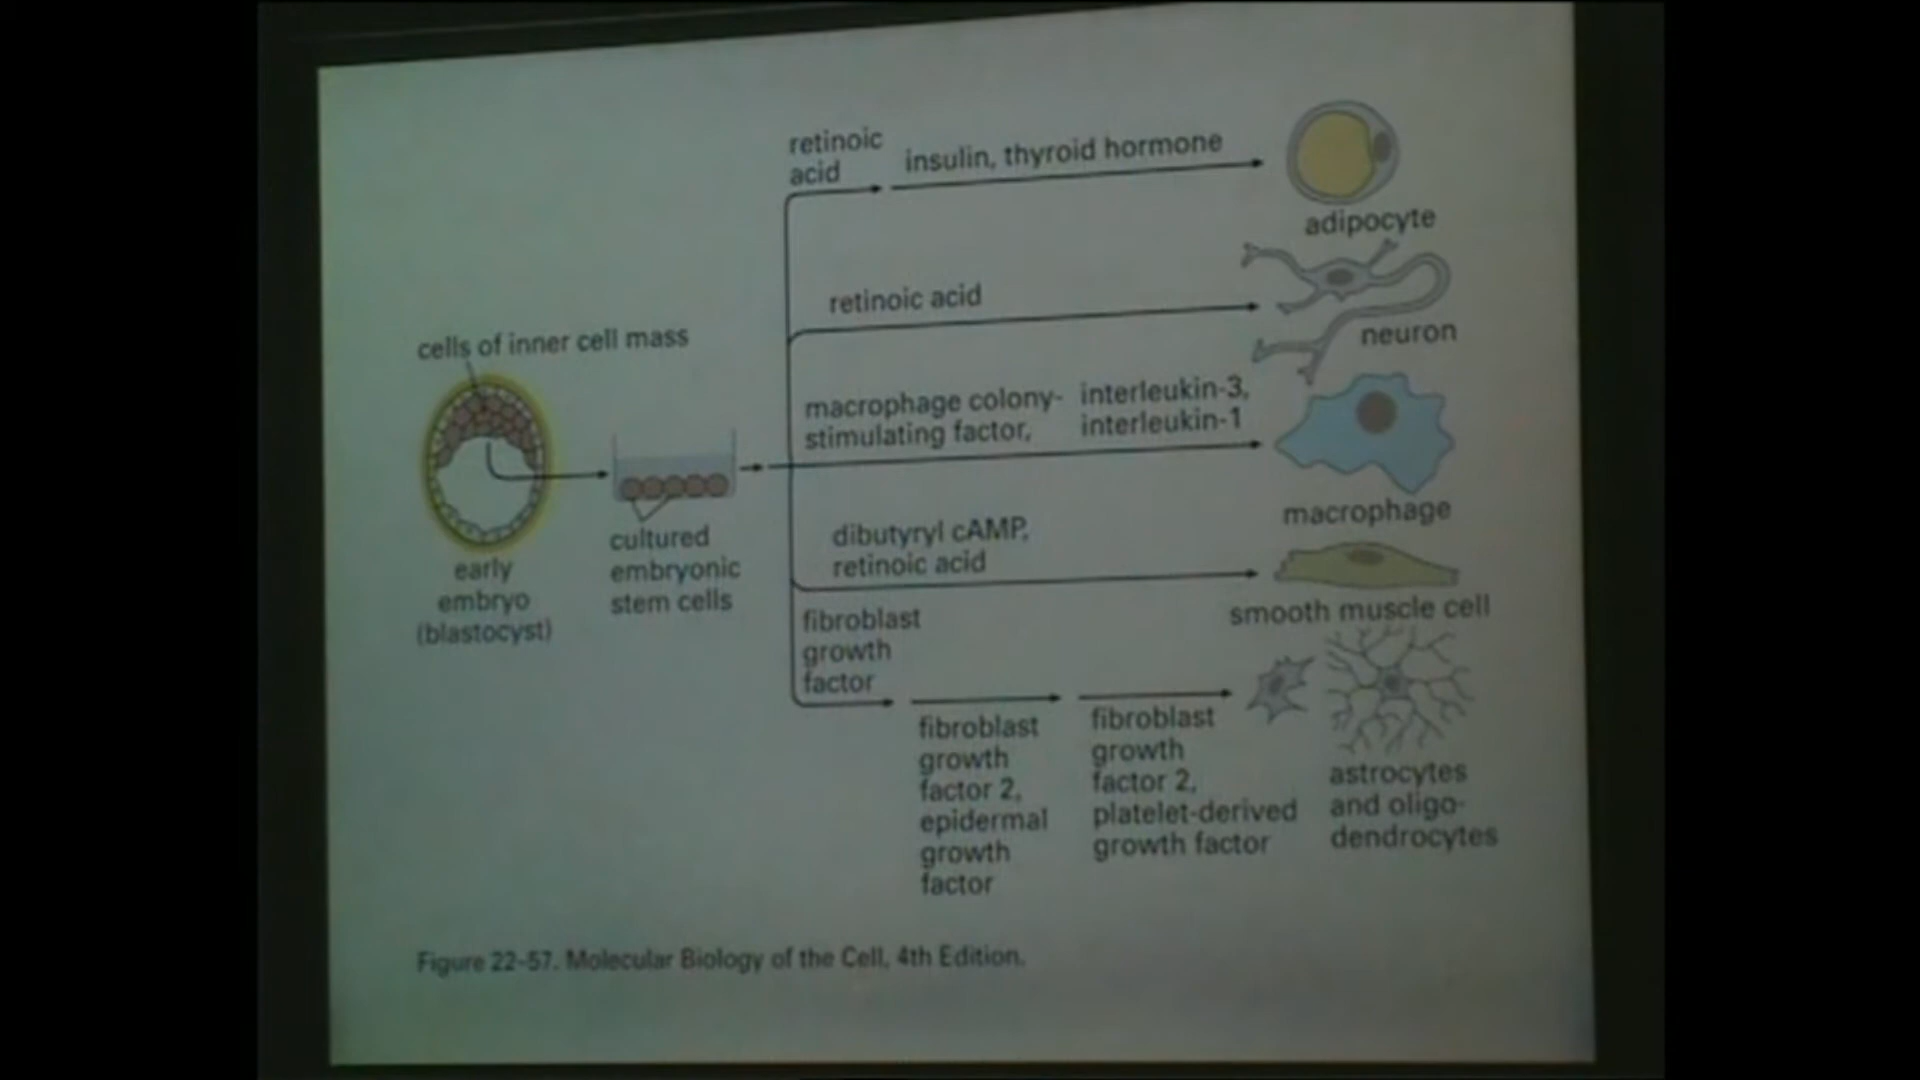 retinoic
acid
insulin, thyroid hormone
adipocyte
retinoic acid
neuron
cells of inner cell mass
macrophage colony-
stimulating factor,
interleukin-3,
interleukin-1
macrophage
early
embryo
(blastocyst)
cultured
embryonic
stem cells
dibutyryl cAMP,
retinoic acid
smooth muscle cell
fibroblast
growth
factor
fibroblast
growth
factor 2,
epidermal
growth
factor
fibroblast
growth
factor 2,
platelet-derived
growth factor
astrocytes
and oligo-
dendrocytes
Figure 22-57. Molecular Biology of the Cell, 4th Edition.